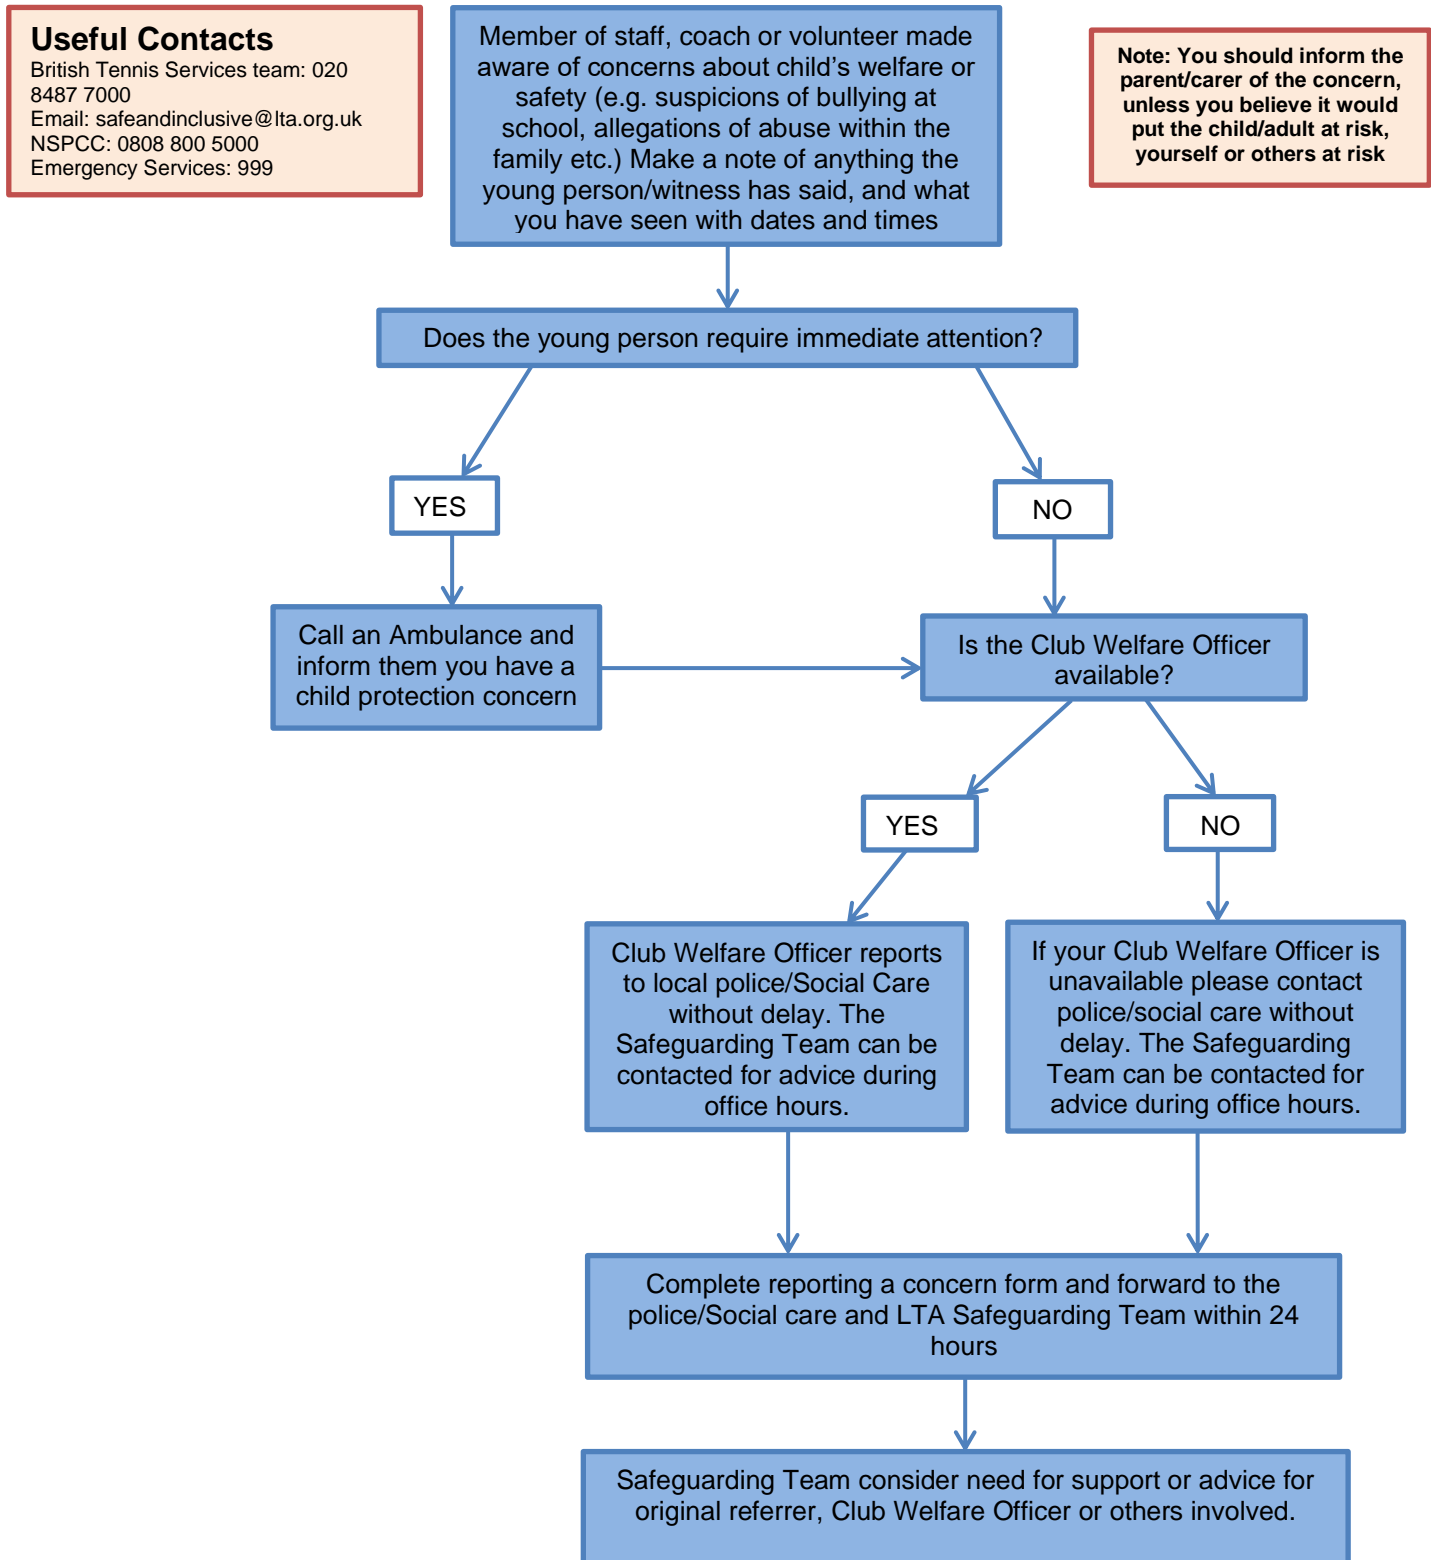 Useful Contacts
British Tennis Services team: 020
8487 7000
Email: safeandinclusive@lta.org.uk
NSPCC: 0808 800 5000
Emergency Services: 999
Member of staff, coach or volunteer made
aware of concerns about child’s welfare or
safety (e.g. suspicions of bullying at
school, allegations of abuse within the
family etc.) Make a note of anything the
young person/witness has said, and what
you have seen with dates and times
Note: You should inform the
parent/carer of the concern,
unless you believe it would
put the child/adult at risk,
yourself or others at risk
Does the young person require immediate attention?
YES
NO
Call an Ambulance and
inform them you have a
child protection concern
Is the Club Welfare Officer
available?
YES
NO
Club Welfare Officer reports
to local police/Social Care
without delay. The
Safeguarding Team can be
contacted for advice during
office hours.
If your Club Welfare Officer is
unavailable please contact
police/social care without
delay. The Safeguarding
Team can be contacted for
advice during office hours.
Complete reporting a concern form and forward to the
police/Social care and LTA Safeguarding Team within 24
hours
Safeguarding Team consider need for support or advice for
original referrer, Club Welfare Officer or others involved.